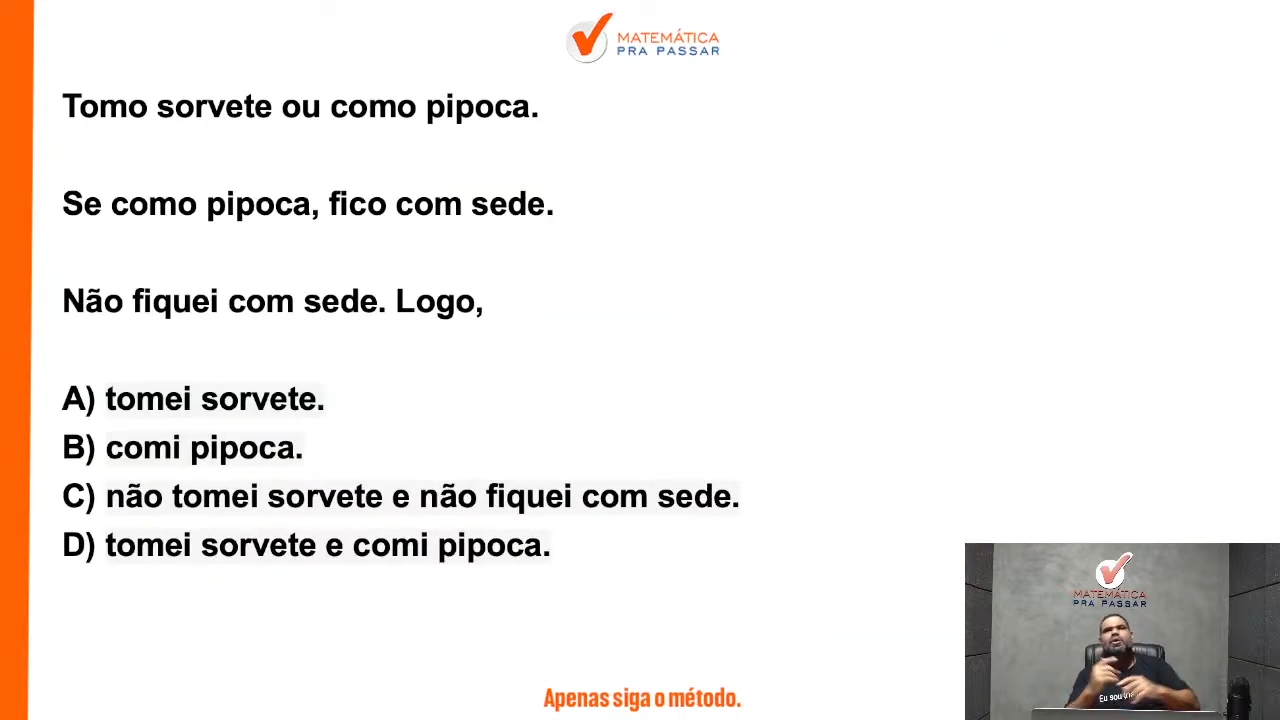 MATEMÁTICA
PRA PASSAR
Tomo sorvete ou como pipoca.
Se como pipoca, fico com sede.
Não fiquei com sede. Logo,
A) tomei sorvete.
B) comi pipoca.
C) não tomei sorvete e não fiquei com sede.
D) tomei sorvete e comi pipoca.
MATEMÁTICA
PRA PASSAR
Eu sou
Apenas siga o método.